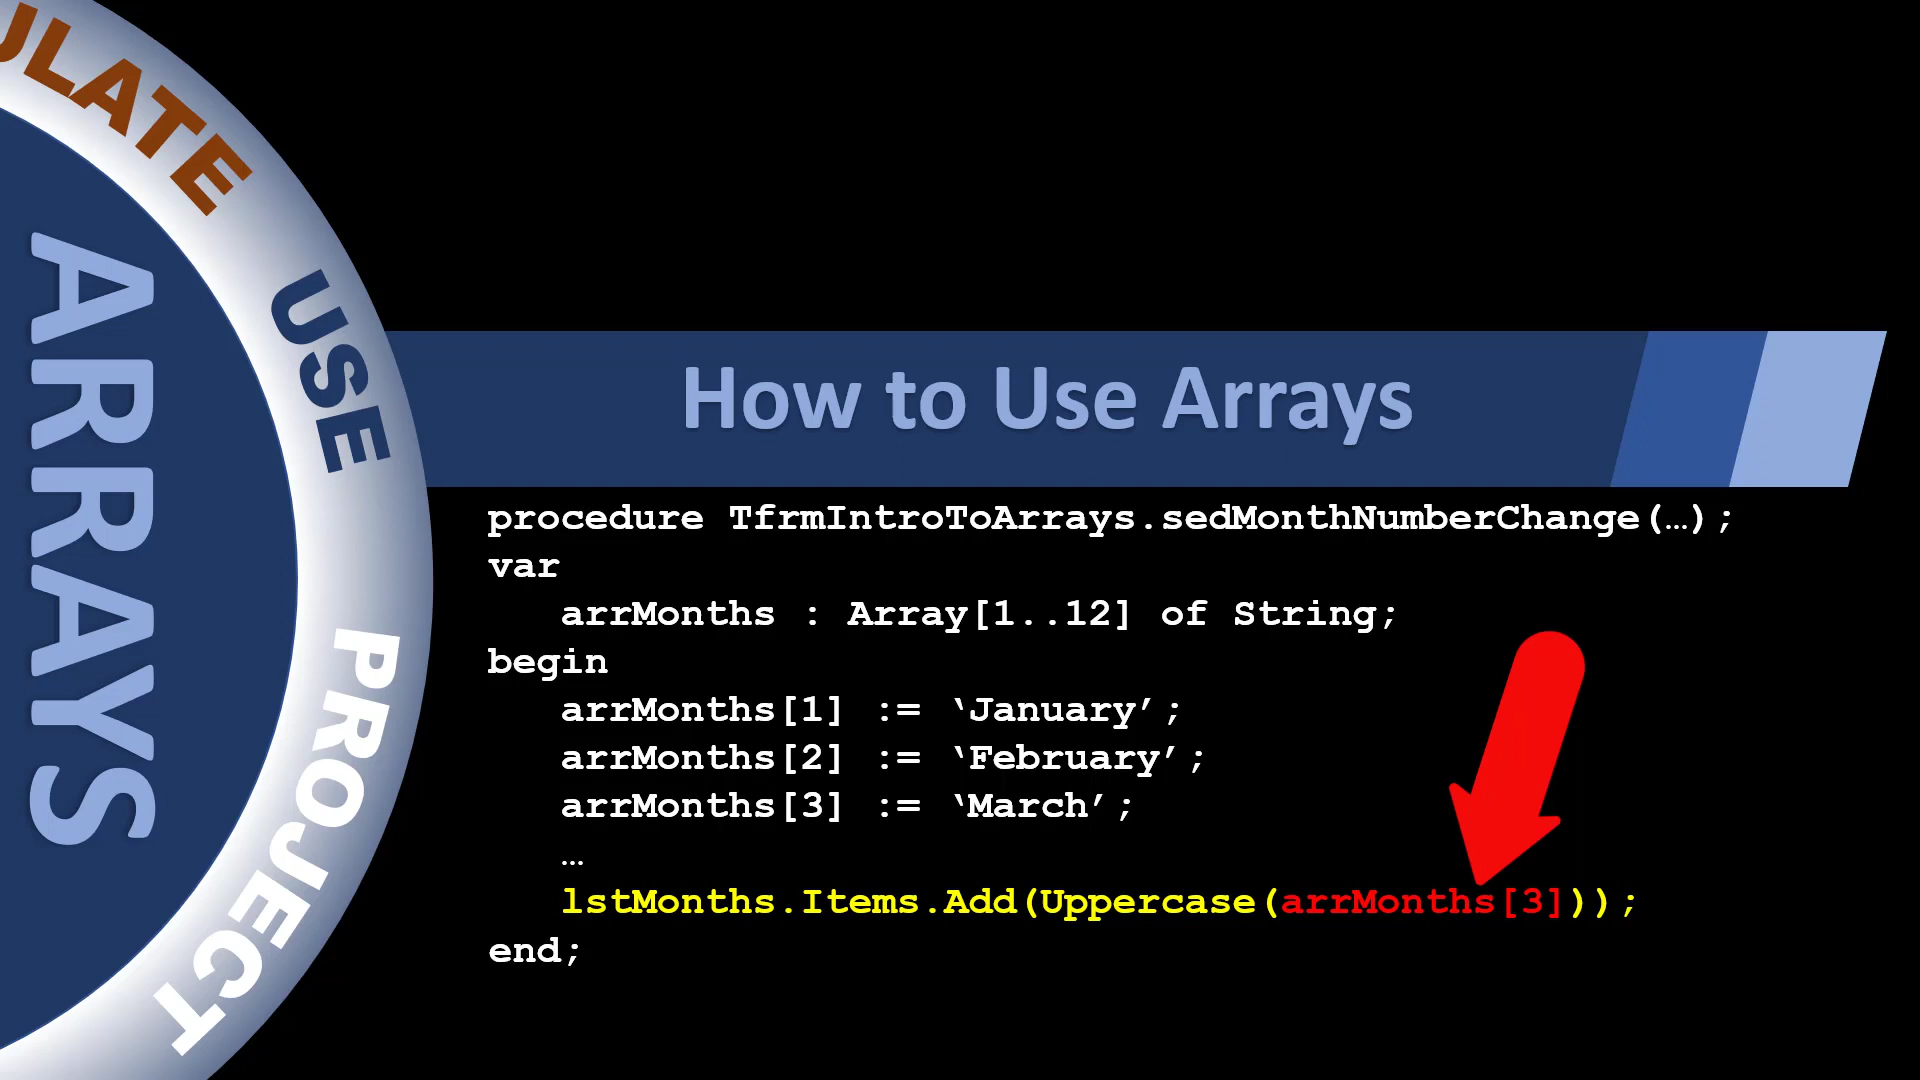 ULATE
USE
PROJECT
ARRAYS
How to Use Arrays
procedure TfrmIntroToArrays.sedMonthNumberChange(…);
var
arrMonths : Array[1..12] of String;
begin
arrMonths[1] := ‘January’;
arrMonths[2] := ‘February’;
arrMonths[3] := ‘March’;
…
lstMonths.Items.Add(Uppercase(arrMonths[3]));
end;